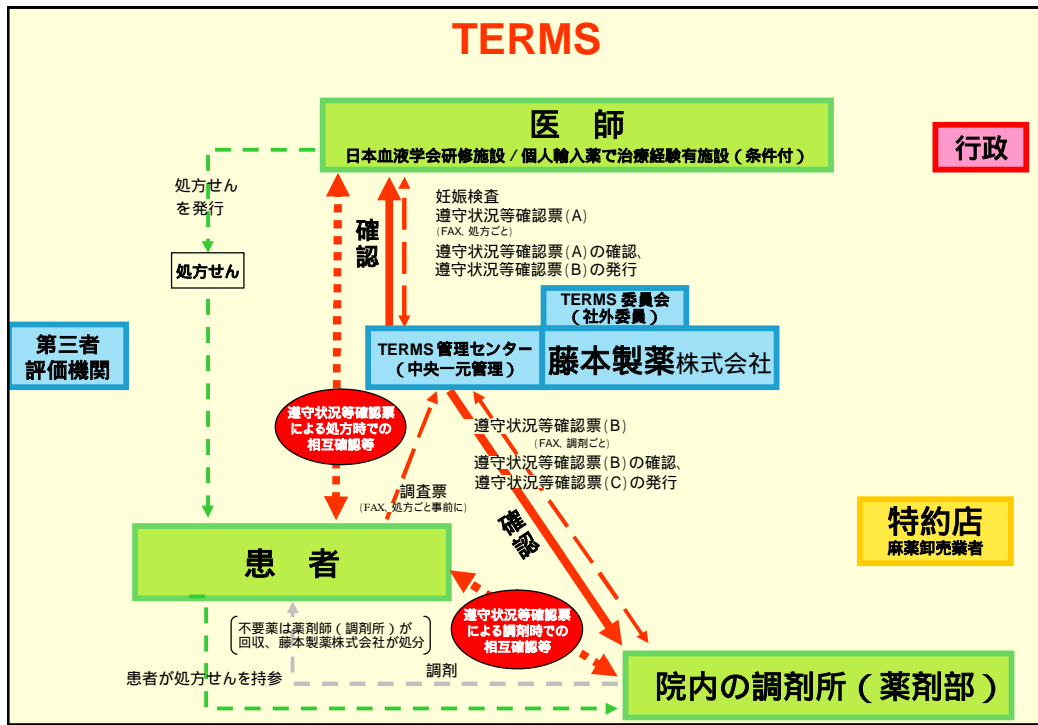 TERMS
医 師
日本血液学会研修施設 / 個人輸入薬で治療経験有施設 ( 条件付 )
行政
処方せん
を発行
処方せん
確認
妊娠検査
遵守状況等確認票 (A)
(FAX、処方ごと)
遵守状況等確認票 (A) の確認、
遵守状況等確認票 (B) の発行
TERMS 委員会
( 社外委員 )
第三者
評価機関
TERMS 管理センター
( 中央一元管理 )
藤本製薬株式会社
遵守状況等確認票
による処方時での
相互確認等
遵守状況等確認票 (B)
(FAX、調剤ごと)
遵守状況等確認票 (B) の確認、
遵守状況等確認票 (C) の発行
調査票
(FAX、処方ごと事前に)
確認
特約店
麻薬卸売業者
患 者
不要薬は薬剤師 ( 調剤所 ) が
回収、藤本製薬株式会社が処分
遵守状況等確認票
による調剤時での
相互確認等
調剤
患者が処方せんを持参
院内の調剤所 ( 薬剤部 )